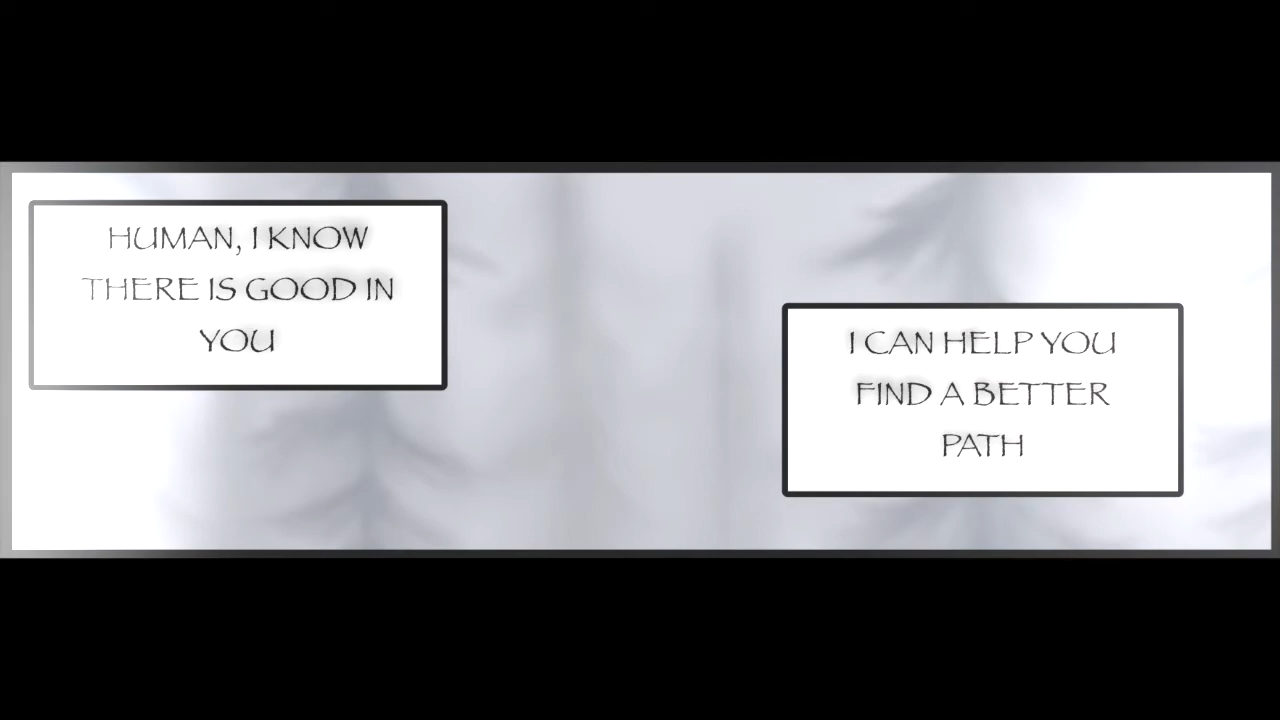 HUMAN, I KNOW
THERE IS GOOD IN
YOU
I CAN HELP YOU
FIND A BETTER
PATH